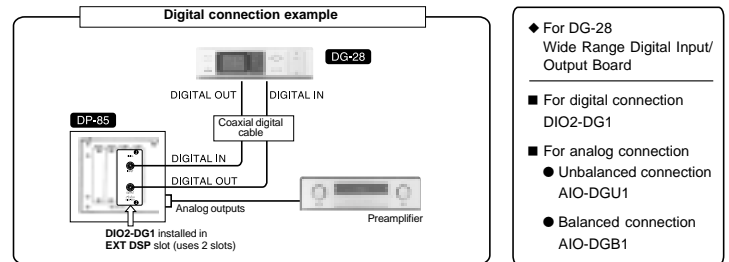 Digital connection example
DG-28
DIGITAL OUT
DIGITAL IN
Coaxial digital
cable
DP-85
DIGITAL IN
DIGITAL OUT
Analog outputs
Preamplifier
DIO2-DG1 installed in
EXT DSP slot (uses 2 slots)
◆ For DG-28
Wide Range Digital Input/
Output Board
■ For digital connection
DIO2-DG1
■ For analog connection
● Unbalanced connection
AIO-DGU1
● Balanced connection
AIO-DGB1